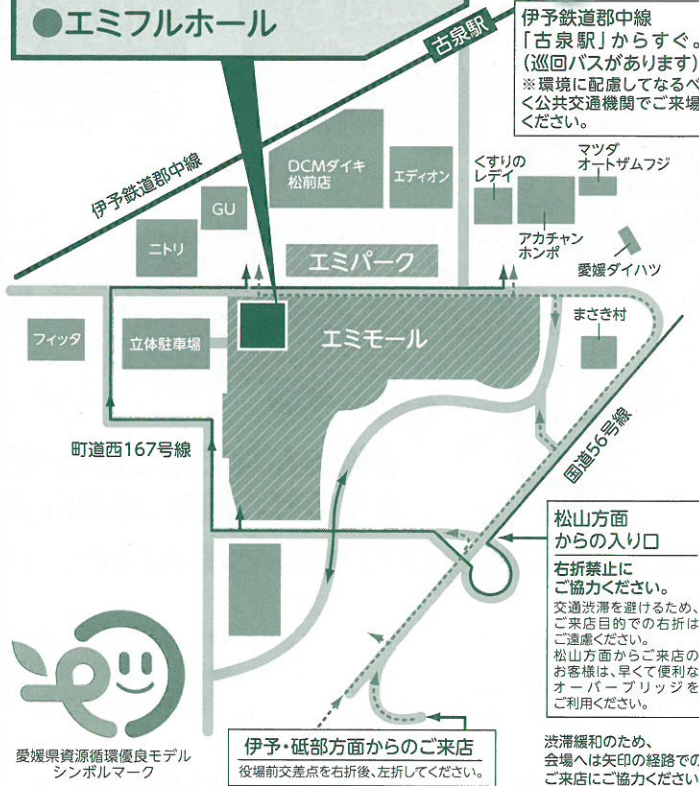 ●エミフルホール
古泉駅
伊予鉄道郡中線
「古泉駅」からすぐ。
(巡回バスがあります)
※環境に配慮してなるべ
く公共交通機関でご来場
ください。
伊予鉄道郡中線
DCMダイキ
松前店
エディオン
くすりの
レデイ
マツダ
オートザムフジ
GU
ニトリ
エミパーク
アカチャン
ホンポ
愛媛ダイハツ
フィッタ
立体駐車場
エミモール
まさき村
町道西167号線
国道56号線
松山方面
からの入り口
右折禁止に
ご協力ください。
交通渋滞を避けるため、
ご来店目的での右折は
ご遠慮ください。
松山方面からご来店の
お客様は、早くて便利な
オーバーブリッジを
ご利用ください。
愛媛県資源循環優良モデル
シンボルマーク
伊予・砥部方面からのご来店
役場前交差点を右折後、左折してください。
渋滞緩和のため、
会場へは矢印の経路での
ご来店にご協力ください